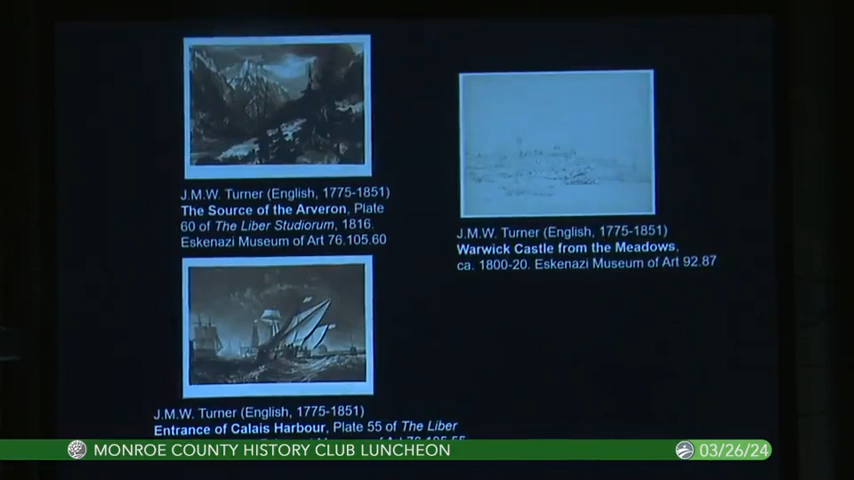 J.M.W. Turner (English, 1775-1851)
The Source of the Arveron, Plate
60 of The Liber Studiorum, 1816.
Eskenazi Museum of Art 76.105.60
J.M.W. Turner (English, 1775-1851)
Warwick Castle from the Meadows,
ca. 1800-20. Eskenazi Museum of Art 92.87
J.M.W. Turner (English, 1775-1851)
Entrance of Calais Harbour, Plate 55 of The Liber
MONROE COUNTY HISTORY CLUB LUNCHEON
03/26/24